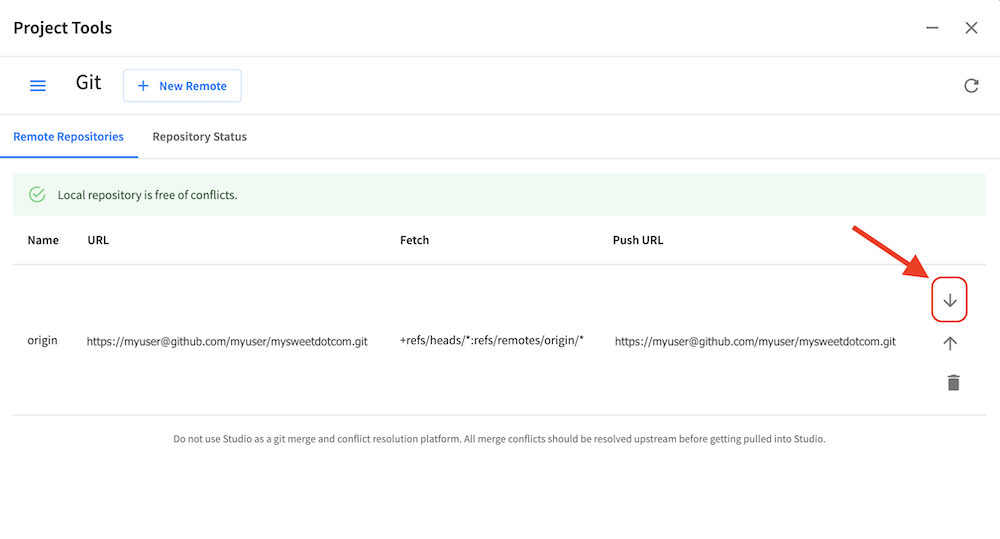 Project Tools
Git
New Remote
Remote Repositories
Repository Status
Local repository is free of conflicts.
Name URL Fetch Push URL
origin https://myuser@github.com/myuser/mysweetdotcom.git +refs/heads/*:refs/remotes/origin/* https://myuser@github.com/myuser/mysweetdotcom.git
Do not use Studio as a git merge and conflict resolution platform. All merge conflicts should be resolved upstream before getting pulled into Studio.